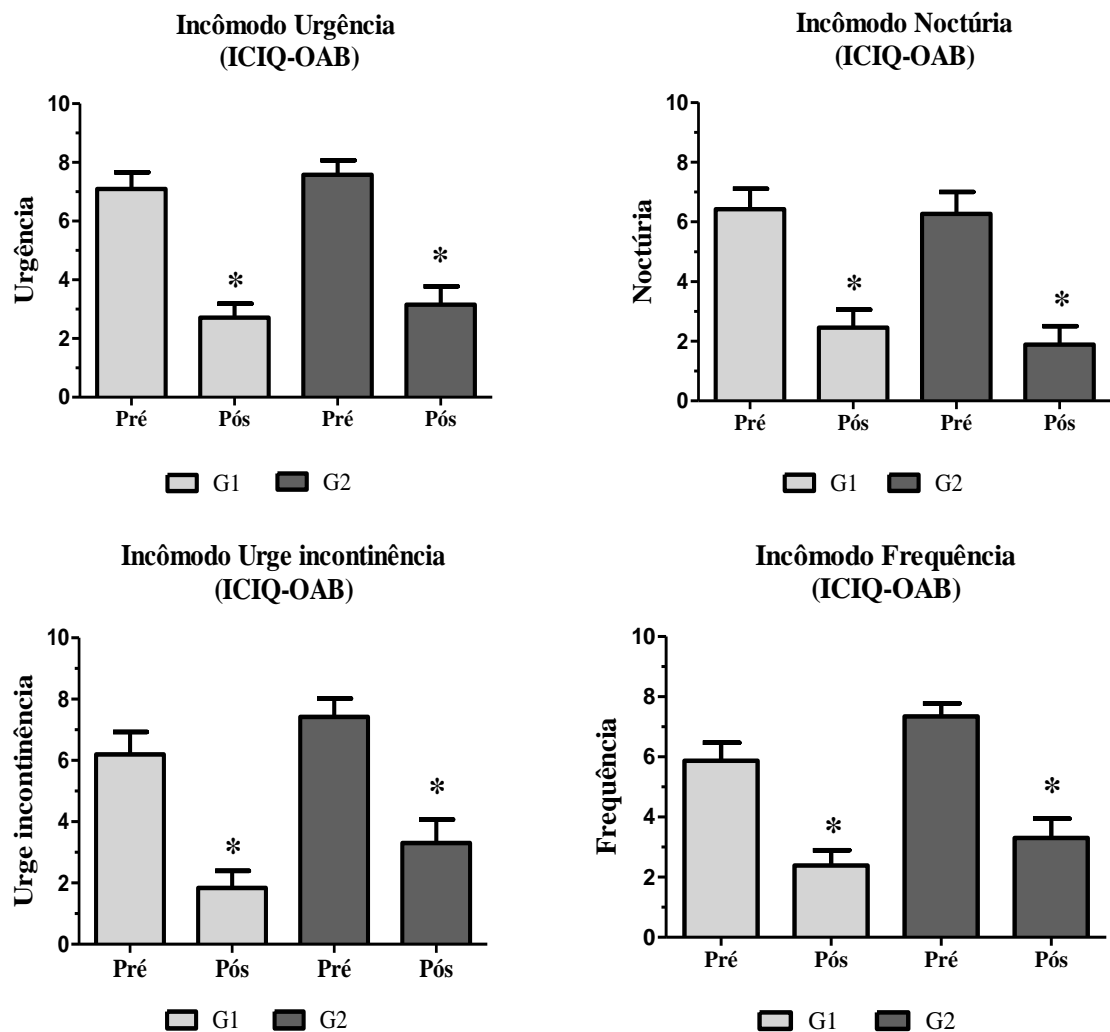 Incômodo Urgência
(ICIQ-OAB)
10
8
6
4
2
0
Urgência
*
*
Pré Pós Pré Pós
G1 G2
Incômodo Noctúria
(ICIQ-OAB)
10
8
6
4
2
0
Noctúria
*
*
Pré Pós Pré Pós
G1 G2
Incômodo Urge incontinência
(ICIQ-OAB)
10
8
6
4
2
0
Urge incontinência
*
*
Pré Pós Pré Pós
G1 G2
Incômodo Frequência
(ICIQ-OAB)
10
8
6
4
2
0
Frequência
*
*
Pré Pós Pré Pós
G1 G2